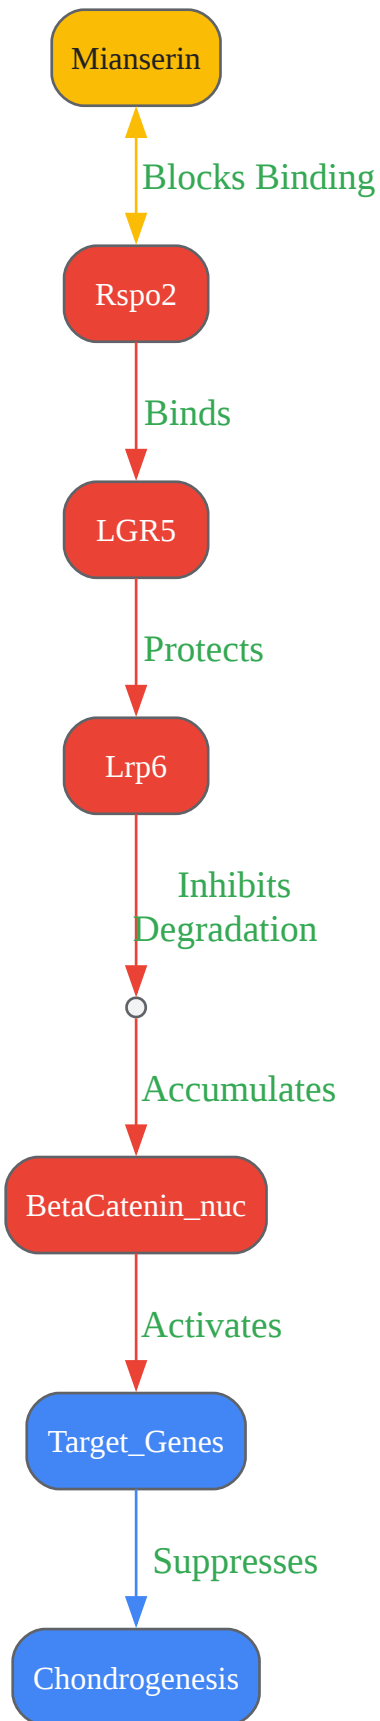 Mianserin
Blocks Binding
Rspo2
Binds
LGR5
Protects
Lrp6
Inhibits
Degradation
Accumulates
BetaCatenin_nuc
Activates
Target_Genes
Suppresses
Chondrogenesis